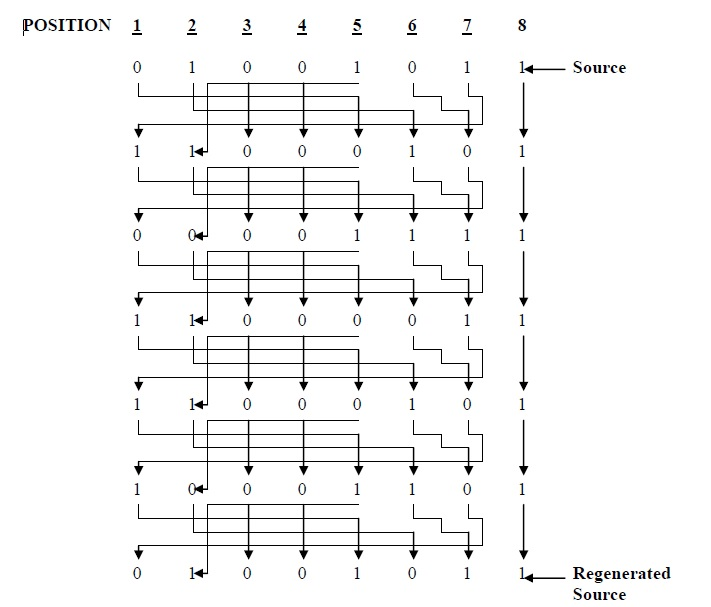 POSITION 1 2 3 4 5 6 7 8
0 1 0 0 1 0 1 1 Source
1 1 0 0 0 1 0 1
0 0 0 0 1 1 1 1
1 1 0 0 0 0 1 1
1 1 0 0 0 1 0 1
1 0 0 0 1 1 0 1
0 1 0 0 1 0 1 1 Regenerated
Source